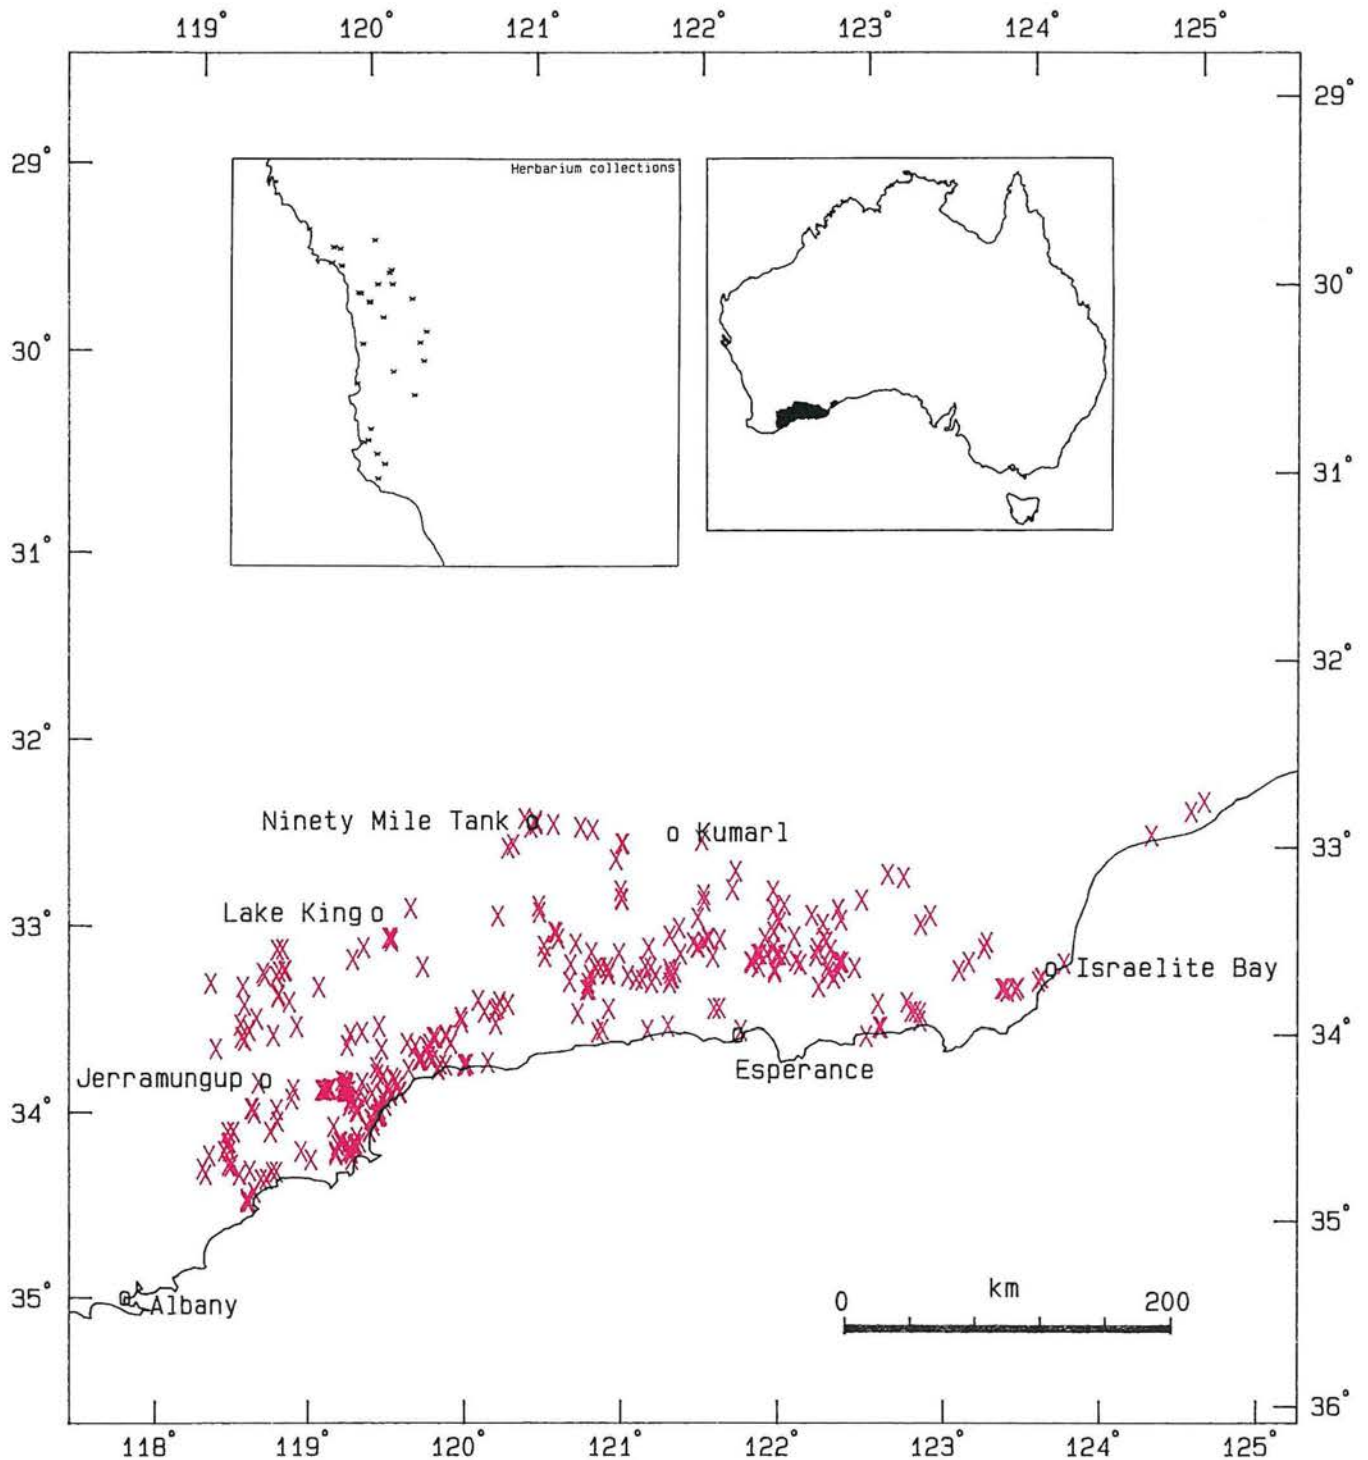 119° 120° 121° 122° 123° 124° 125°
29°
29°
Herbarium collections
30°
30°
31°
31°
32°
32°
Ninety Mile Tank
Kumarl
33°
Lake King
33°
Israelite Bay
34°
Esperance
Jerramungup
34°
35°
km
0 200
35°
Albany
36°
118° 119° 120° 121° 122° 123° 124° 125°